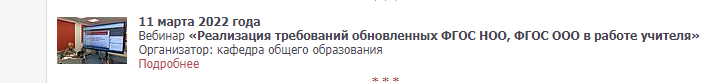 11 марта 2022 года
Вебинар «Реализация требований обновленных ФГОС НОО, ФГОС ООО в работе учителя»
Организатор: кафедра общего образования
Подробнее
* * *